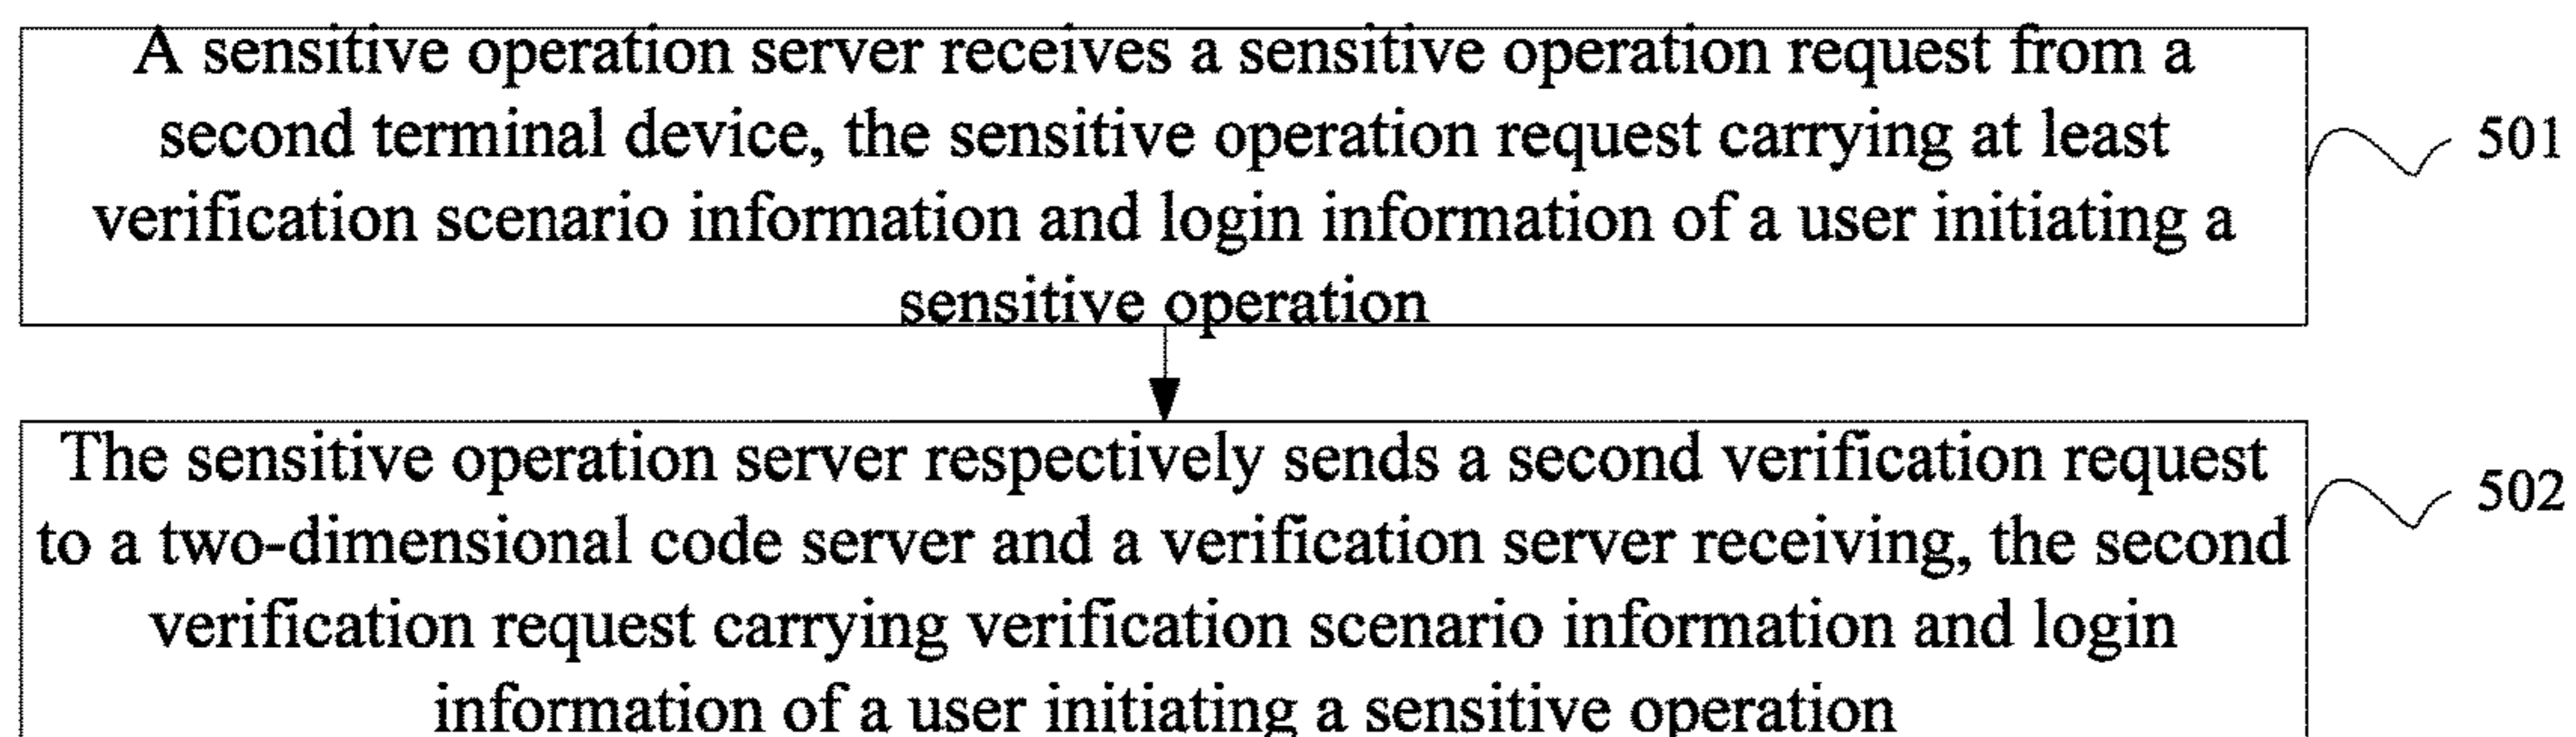 A sensitive operation server receives a sensitive operation request from a
second terminal device, the sensitive operation request carrying at least
verification scenario information and login information of a user initiating a
sensitive operation
501
The sensitive operation server respectively sends a second verification request
to a two-dimensional code server and a verification server receiving, the second
verification request carrying verification scenario information and login
information of a user initiating a sensitive operation
502